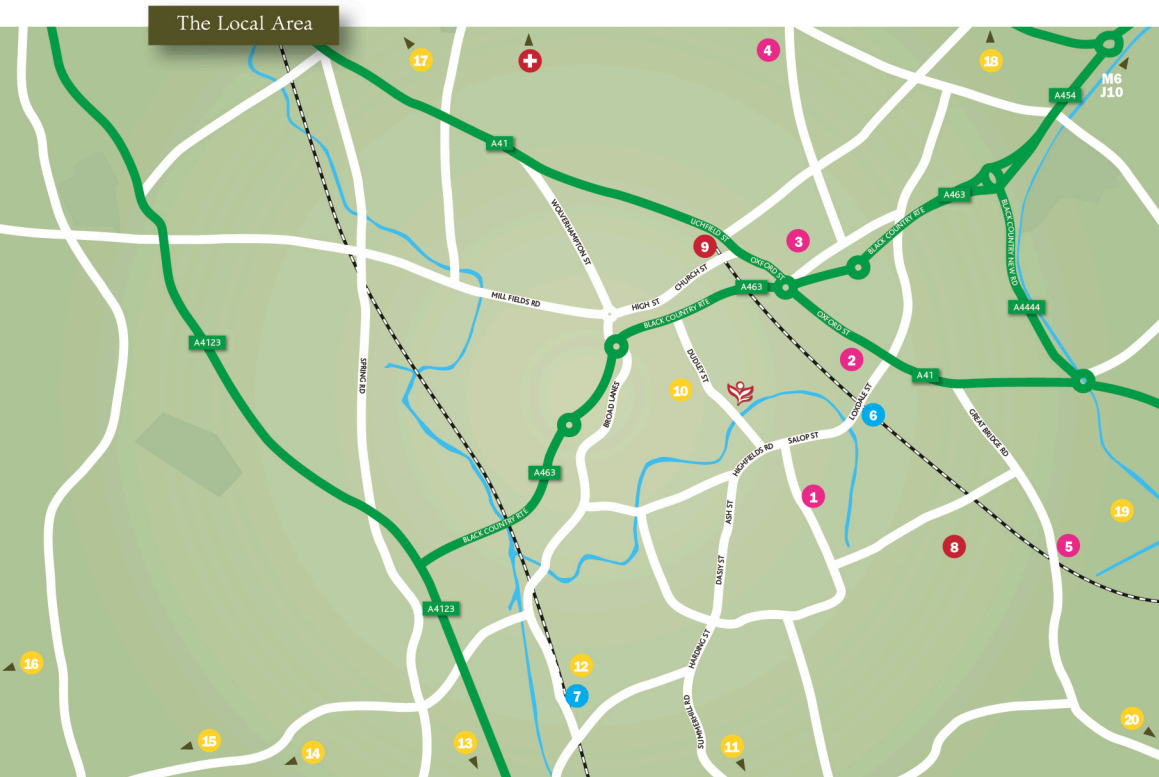 The Local Area
17
4
18
M6
J10
A454
A41
A463
WOLVERHAMPTON ST
LICHFIELD ST
BLACK COUNTRY RTE
BLACK COUNTRY NEW RD
9
3
CHURCH ST
OXFORD ST
A463
MILL FIELDS RD
HIGH ST
BLACK COUNTRY RTE
A4444
OXFORD ST
A4123
SPRING RD
DUDLEY ST
2
A41
10
BROAD LANES
LOXDALE ST
6
GREAT BRIDGE RD
SALOP ST
HIGHFIELDS RD
A463
1
ASH ST
19
BLACK COUNTRY RTE
8
5
DASIY ST
A4123
HARDING ST
16
12
7
SUMMERHILL RD
15
14
13
11
20